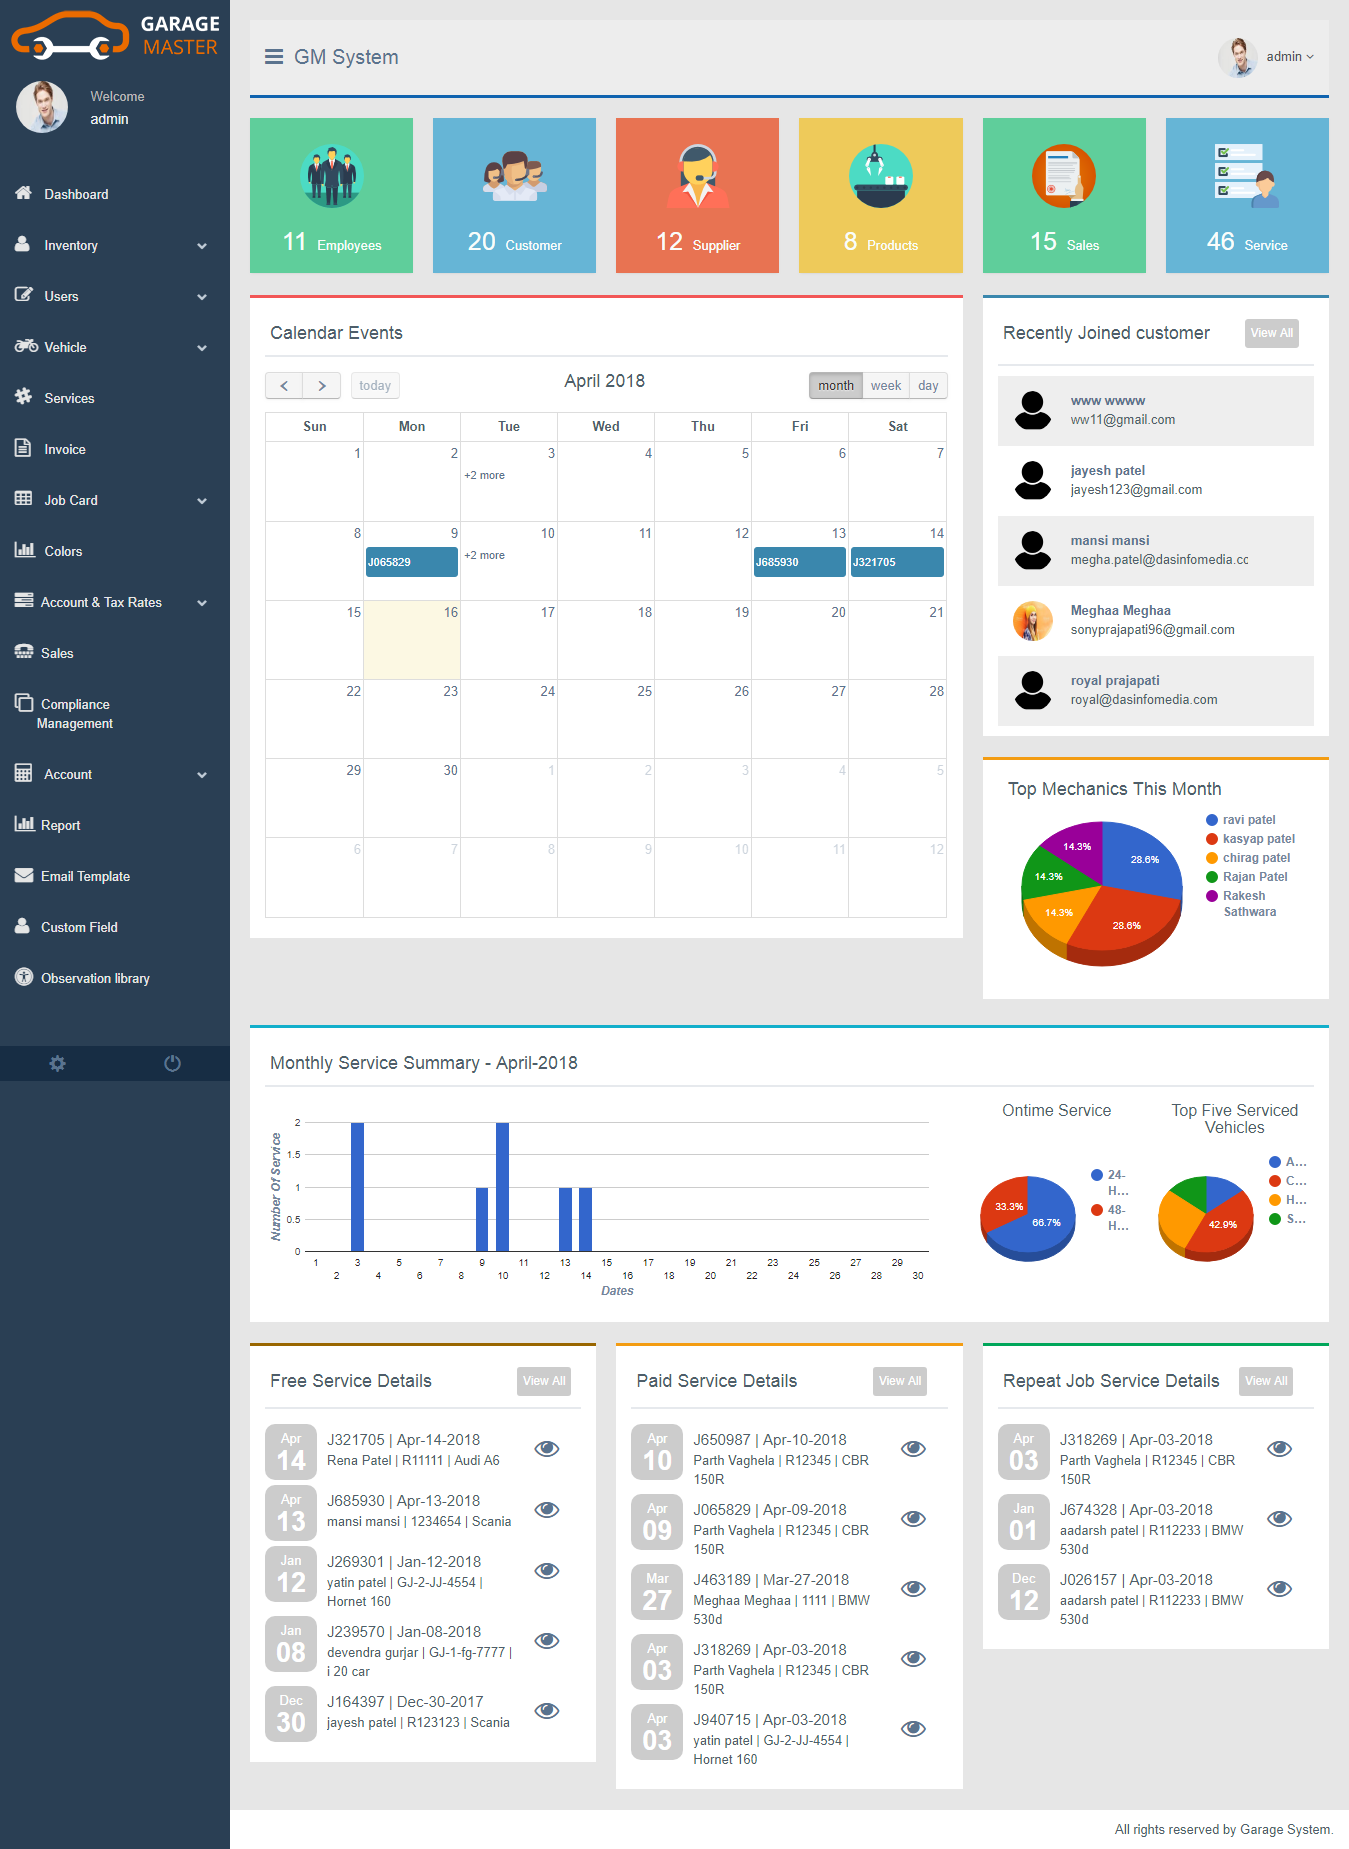 GARAGE
MASTER
Welcome
admin
Dashboard
Inventory
Users
Vehicle
Services
Invoice
Job Card
Colors
Account & Tax Rates
Sales
Compliance
Management
Account
Report
Email Template
Custom Field
Observation library
GM System
admin
11 Employees
20 Customer
12 Supplier
8 Products
15 Sales
46 Service
Calendar Events
today
April 2018
month week day
Sun Mon Tue Wed Thu Fri Sat
1 2 3 4 5 6 7
+2 more
8 9 10 11 12 13 14
J065829 +2 more J685930 J321705
15 16 17 18 19 20 21
22 23 24 25 26 27 28
29 30 1 2 3 4 5
6 7 8 9 10 11 12
Recently Joined customer View All
www wwww
ww11@gmail.com
jayesh patel
jayesh123@gmail.com
mansi mansi
megha.patel@dasinfomedia.cc
Meghaa Meghaa
sonyprajapati96@gmail.com
royal prajapati
royal@dasinfomedia.com
Top Mechanics This Month
14.3% 28.6%
14.3%
14.3% 28.6%
ravi patel
kasyap patel
chirag patel
Rajan Patel
Rakesh
Sathwara
Monthly Service Summary - April-2018
Number Of Service
2
1.5
1
0.5
0
1 3 5 7 9 11 13 15 17 19 21 23 25 27 29
2 4 6 8 10 12 14 16 18 20 22 24 26 28 30
Dates
Ontime Service
33.3%
66.7%
24-
H...
48-
H...
Top Five Serviced
Vehicles
42.9%
A...
C...
H...
S...
Free Service Details View All
Apr
14
J321705 | Apr-14-2018
Rena Patel | R11111 | Audi A6
Apr
13
J685930 | Apr-13-2018
mansi mansi | 1234654 | Scania
Jan
12
J269301 | Jan-12-2018
yatin patel | GJ-2-JJ-4554 |
Hornet 160
Jan
08
J239570 | Jan-08-2018
devendra gurjar | GJ-1-fg-7777 |
i 20 car
Dec
30
J164397 | Dec-30-2017
jayesh patel | R123123 | Scania
Paid Service Details View All
Apr
10
J650987 | Apr-10-2018
Parth Vaghela | R12345 | CBR
150R
Apr
09
J065829 | Apr-09-2018
Parth Vaghela | R12345 | CBR
150R
Mar
27
J463189 | Mar-27-2018
Meghaa Meghaa | 1111 | BMW
530d
Apr
03
J318269 | Apr-03-2018
Parth Vaghela | R12345 | CBR
150R
Apr
03
J940715 | Apr-03-2018
yatin patel | GJ-2-JJ-4554 |
Hornet 160
Repeat Job Service Details View All
Apr
03
J318269 | Apr-03-2018
Parth Vaghela | R12345 | CBR
150R
Jan
01
J674328 | Apr-03-2018
aadarsh patel | R112233 | BMW
530d
Dec
12
J026157 | Apr-03-2018
aadarsh patel | R112233 | BMW
530d
All rights reserved by Garage System.